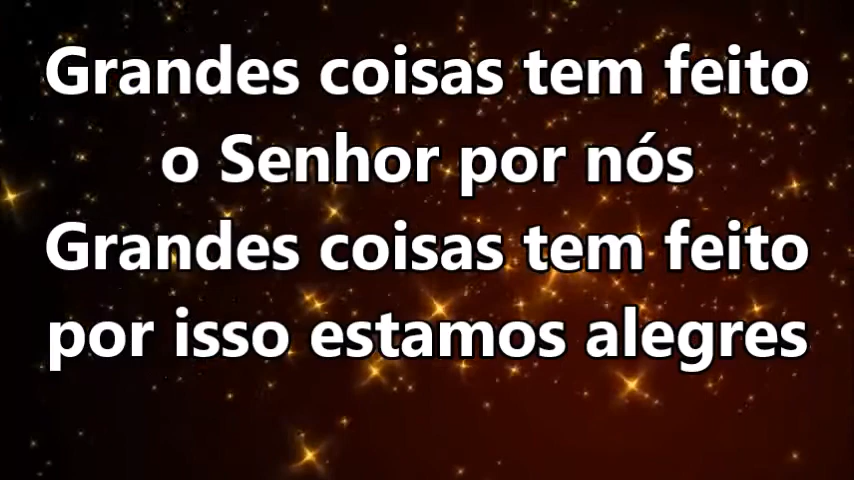 Grandes coisas tem feito
o Senhor por nós
Grandes coisas tem feito
por isso estamos alegres